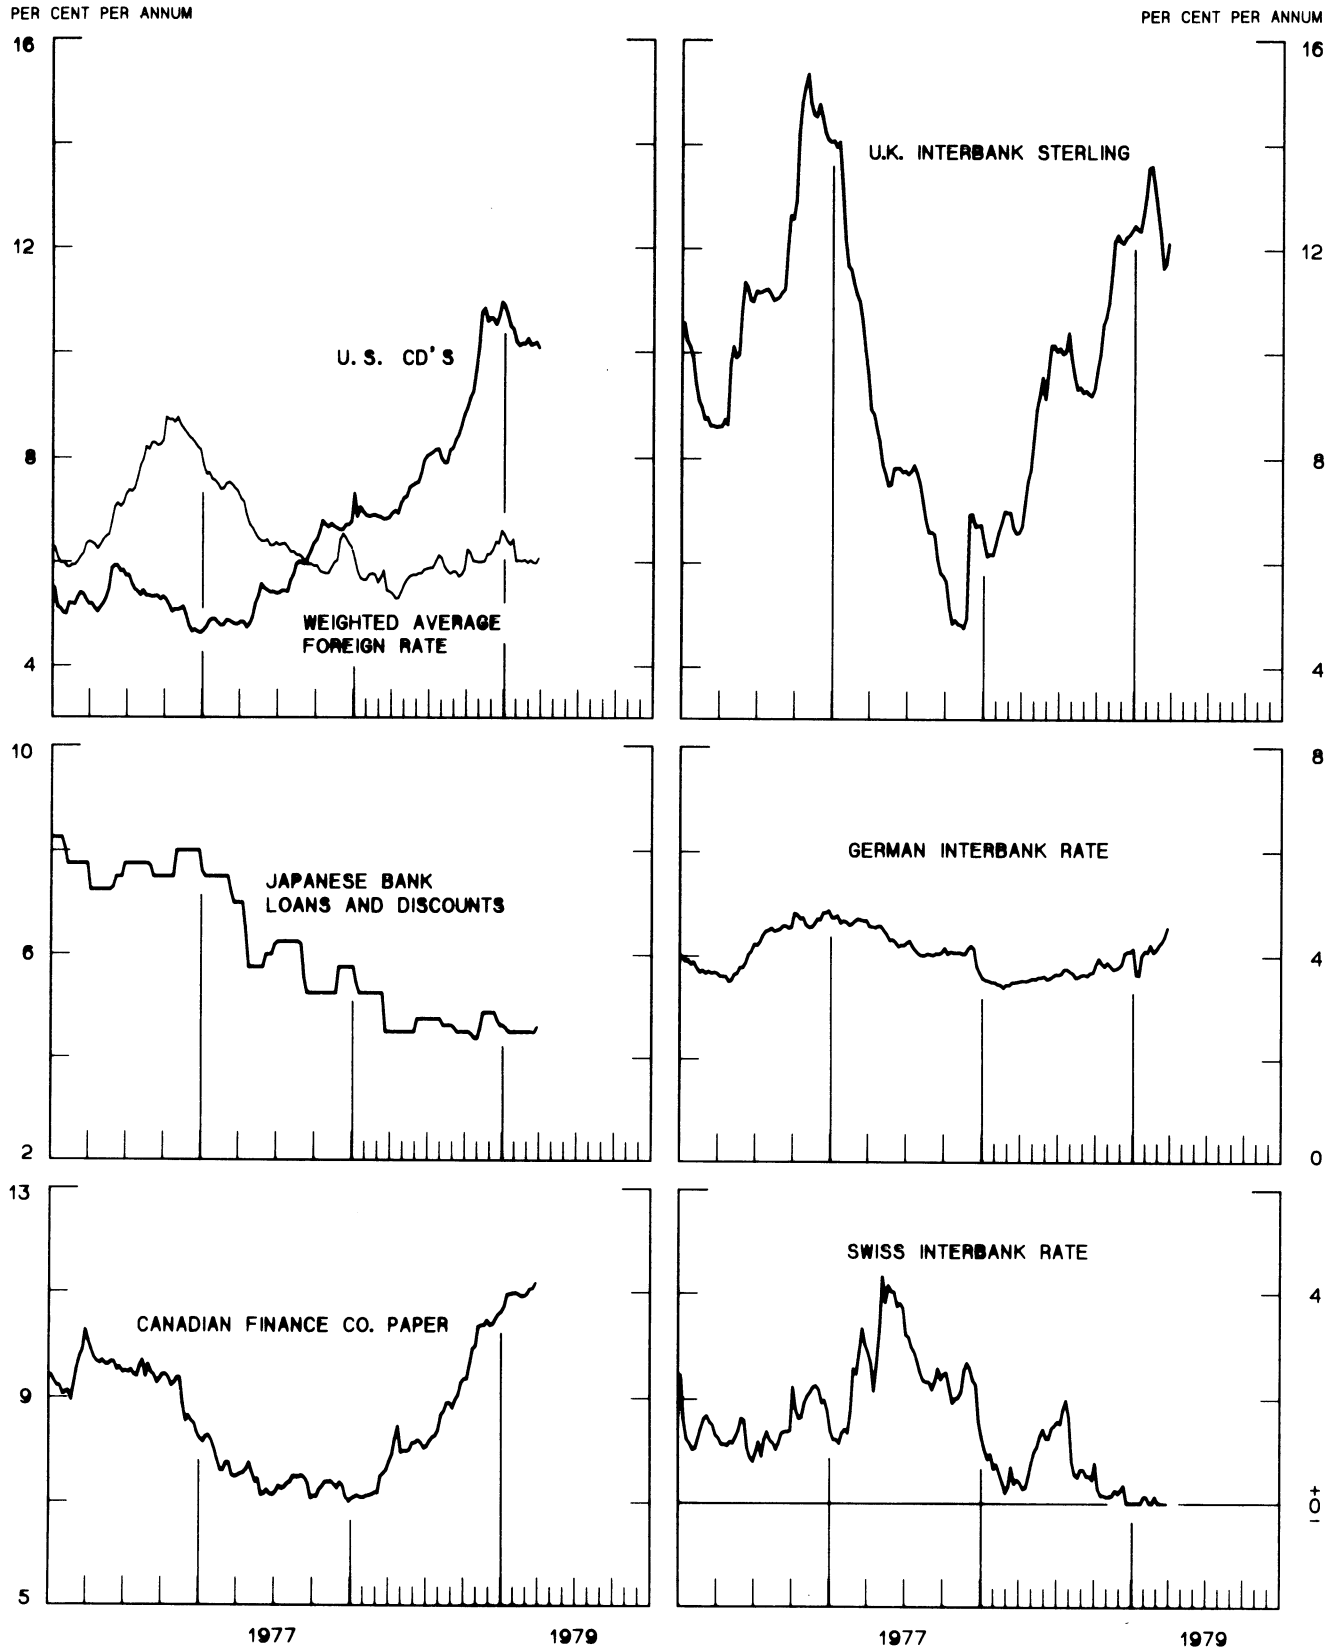 PER CENT PER ANNUM
PER CENT PER ANNUM
16
12
8
4
U.S. CD'S
WEIGHTED AVERAGE
FOREIGN RATE
U.K. INTERBANK STERLING
16
12
8
4
10
6
2
JAPANESE BANK
LOANS AND DISCOUNTS
GERMAN INTERBANK RATE
8
4
0
13
9
5
CANADIAN FINANCE CO. PAPER
SWISS INTERBANK RATE
4
+
0
−
1977
1979
1977
1979